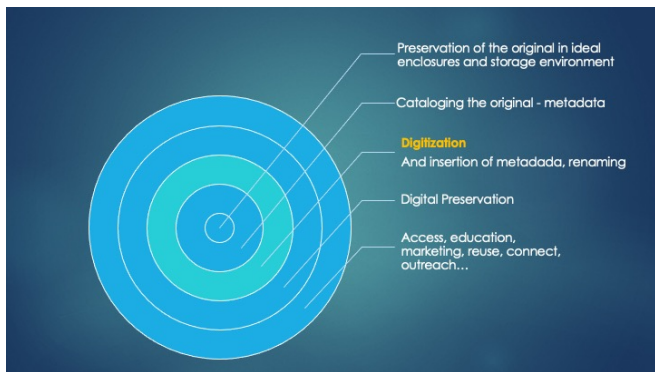 Preservation of the original in ideal
enclosures and storage environment
Cataloging the original - metadata
Digitization
And insertion of metadada, renaming
Digital Preservation
Access, education,
marketing, reuse, connect,
outreach...